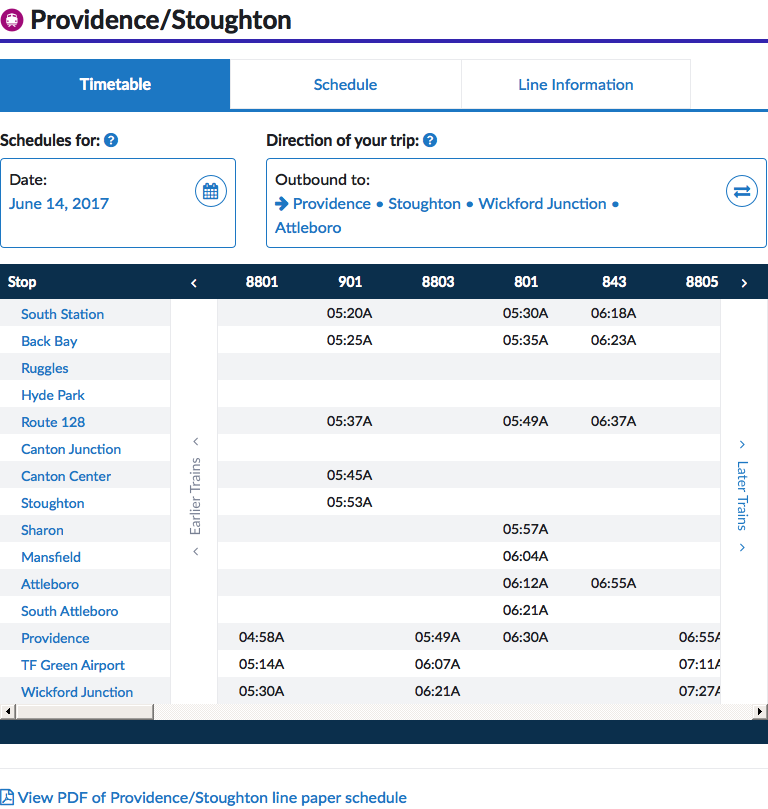 Providence/Stoughton
Timetable Schedule Line Information
Schedules for: ? Direction of your trip: ?
Date: Outbound to:
June 14, 2017 → Providence • Stoughton • Wickford Junction •
Attleboro
Stop < 8801 901 8803 801 843 8805 >
South Station 05:20A 05:30A 06:18A
Back Bay 05:25A 05:35A 06:23A
Ruggles
Hyde Park
Route 128 05:37A 05:49A 06:37A
Canton Junction
Canton Center 05:45A
Stoughton 05:53A
Sharon 05:57A
Mansfield 06:04A
Attleboro 06:12A 06:55A
South Attleboro 06:21A
Providence 04:58A 05:49A 06:30A 06:55A
TF Green Airport 05:14A 06:07A 07:11A
Wickford Junction 05:30A 06:21A 07:27A
< Earlier Trains <
> Later Trains >
View PDF of Providence/Stoughton line paper schedule